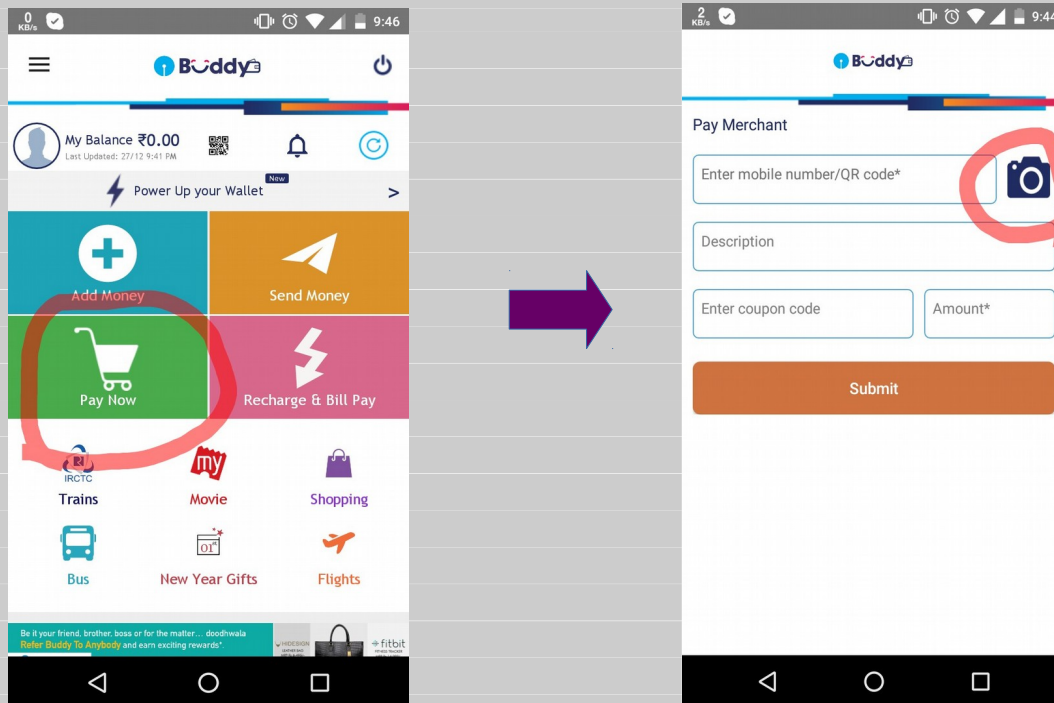 0
KB/s
9:46
Buddy
My Balance ₹0.00
Last Updated: 27/12 9:41 PM
New
Power Up your Wallet >
Add Money
Send Money
Pay Now
Recharge & Bill Pay
IRCTC
Trains
my
Movie
Shopping
Bus
New Year Gifts
Flights
Be it your friend, brother, boss or for the matter... doodhwala
Refer Buddy To Anybody and earn exciting rewards*.
HIDESIGN
fitbit
2
KB/s
9:44
Buddy
Pay Merchant
Enter mobile number/QR code*
Description
Enter coupon code
Amount*
Submit